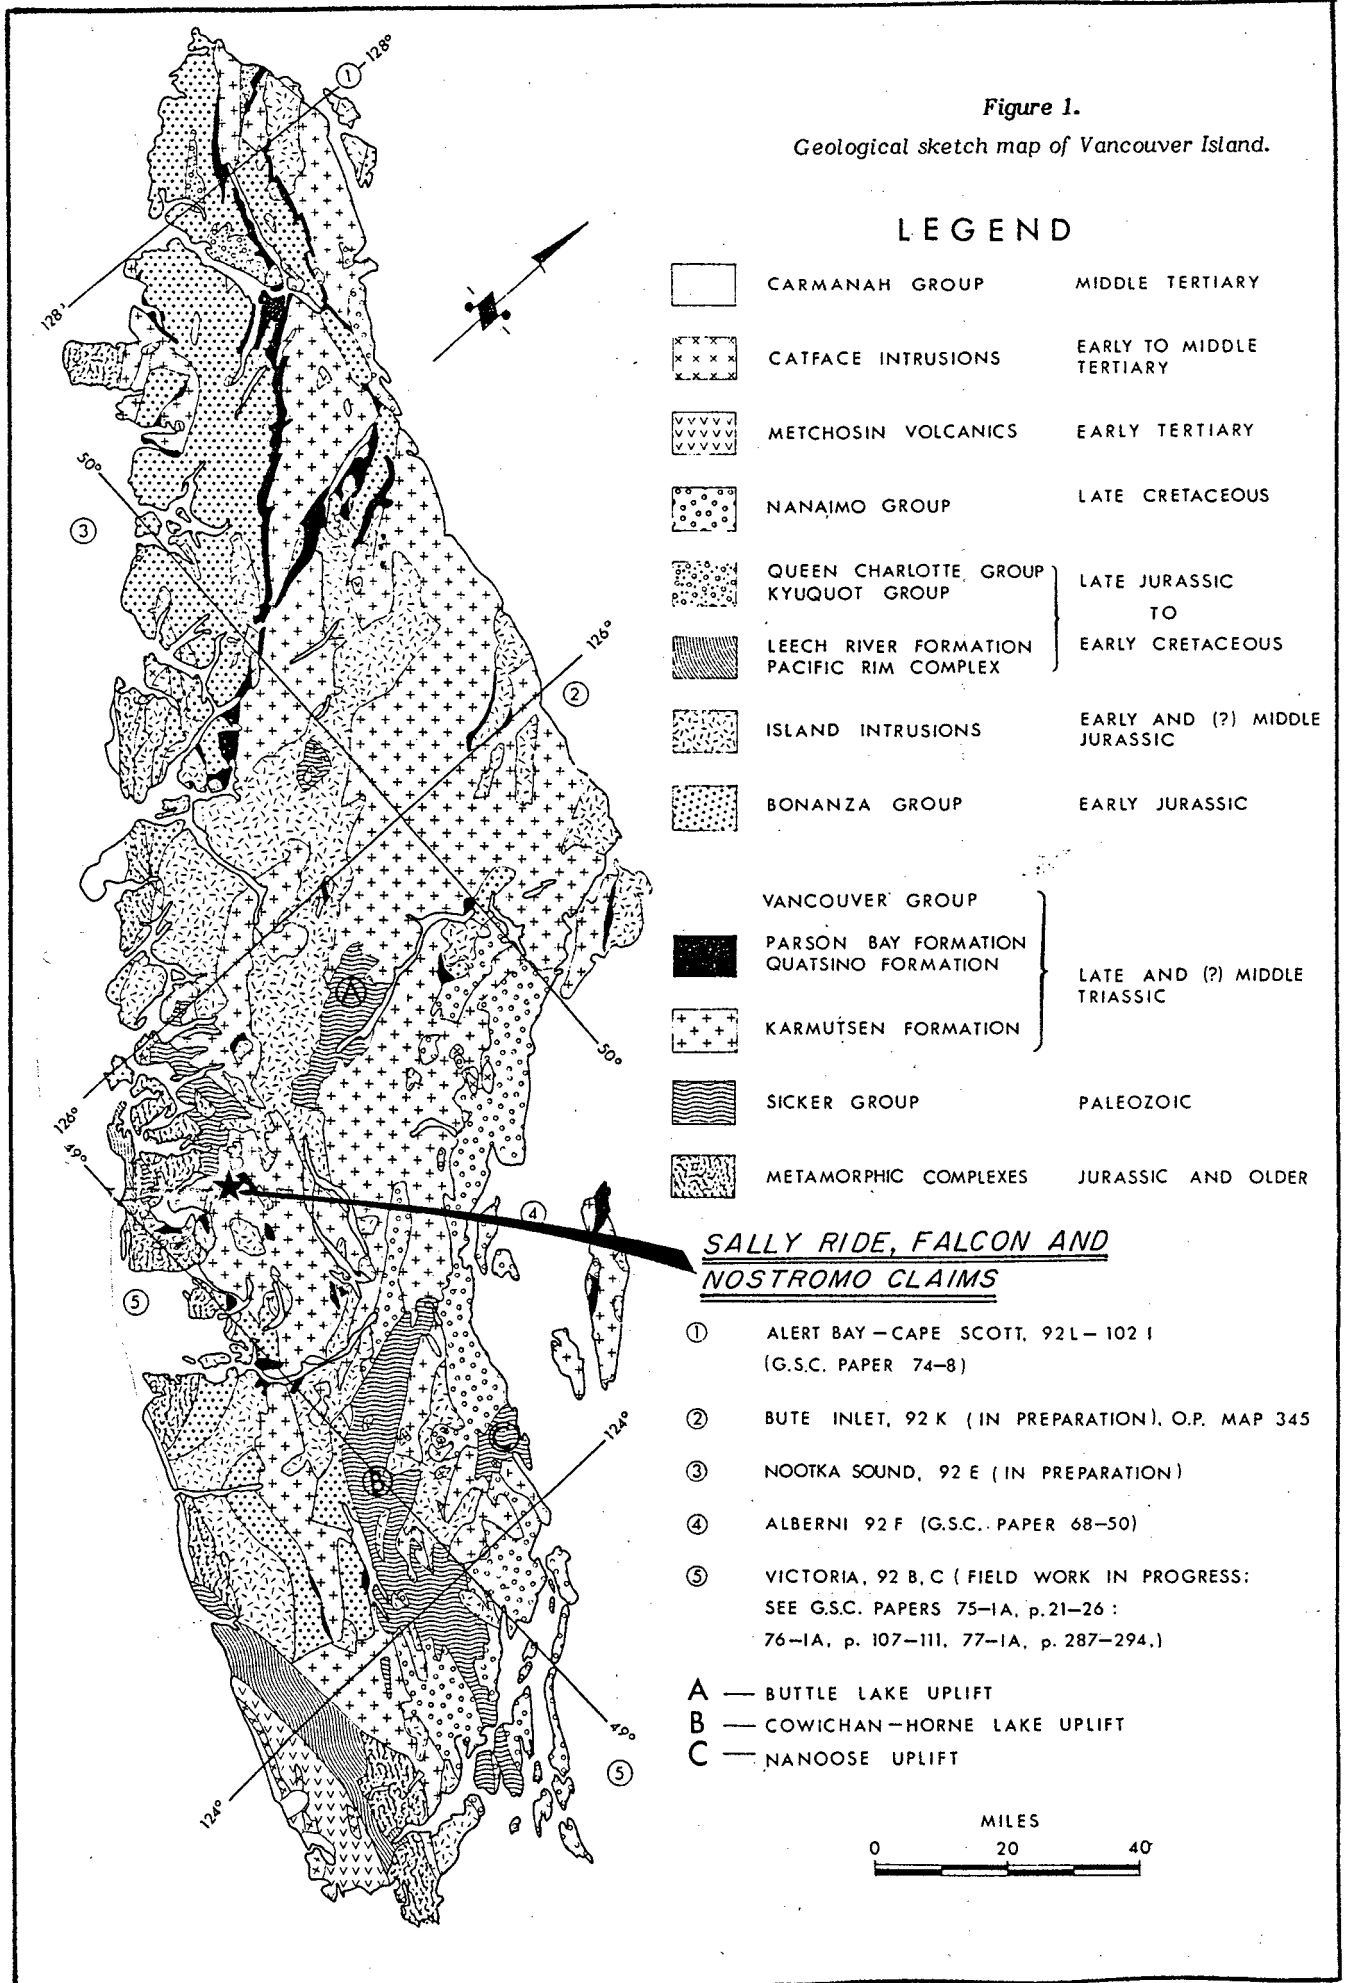 Figure 1.
Geological sketch map of Vancouver Island.
LEGEND
CARMANAH GROUP MIDDLE TERTIARY
CATFACE INTRUSIONS EARLY TO MIDDLE
TERTIARY
METCHOSIN VOLCANICS EARLY TERTIARY
NANAIMO GROUP LATE CRETACEOUS
QUEEN CHARLOTTE GROUP
KYUQUOT GROUP
LATE JURASSIC
TO
EARLY CRETACEOUS
LEECH RIVER FORMATION
PACIFIC RIM COMPLEX
ISLAND INTRUSIONS EARLY AND (?) MIDDLE
JURASSIC
BONANZA GROUP EARLY JURASSIC
VANCOUVER GROUP
PARSON BAY FORMATION
QUATSINO FORMATION
LATE AND (?) MIDDLE
TRIASSIC
KARMUTSEN FORMATION
SICKER GROUP PALEOZOIC
METAMORPHIC COMPLEXES JURASSIC AND OLDER
SALLY RIDE, FALCON AND
NOSTROMO CLAIMS
1 ALERT BAY – CAPE SCOTT, 92L – 102 I
(G.S.C. PAPER 74–8)
2 BUTE INLET, 92 K (IN PREPARATION), O.P. MAP 345
3 NOOTKA SOUND, 92 E (IN PREPARATION)
4 ALBERNI 92 F (G.S.C. PAPER 68–50)
5 VICTORIA, 92 B, C (FIELD WORK IN PROGRESS:
SEE G.S.C. PAPERS 75–1A, p.21–26 :
76–1A, p. 107–111, 77–1A, p. 287–294.)
A — BUTTLE LAKE UPLIFT
B — COWICHAN – HORNE LAKE UPLIFT
C — NANOOSE UPLIFT
MILES
0 20 40
1
128°
128°
50°
3
126°
2
A
50°
126°
49°
4
5
C
124°
B
49°
5
124°